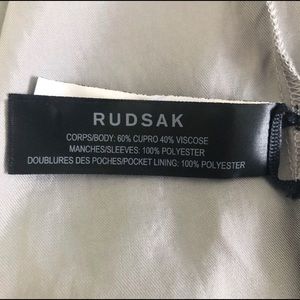 RUDSAK
CORPS/BODY: 60% CUPRO 40% VISCOSE
MANCHES/SLEEVES: 100% POLYESTER
DOUBLURES DES POCHES/POCKET LINING: 100% POLYESTER